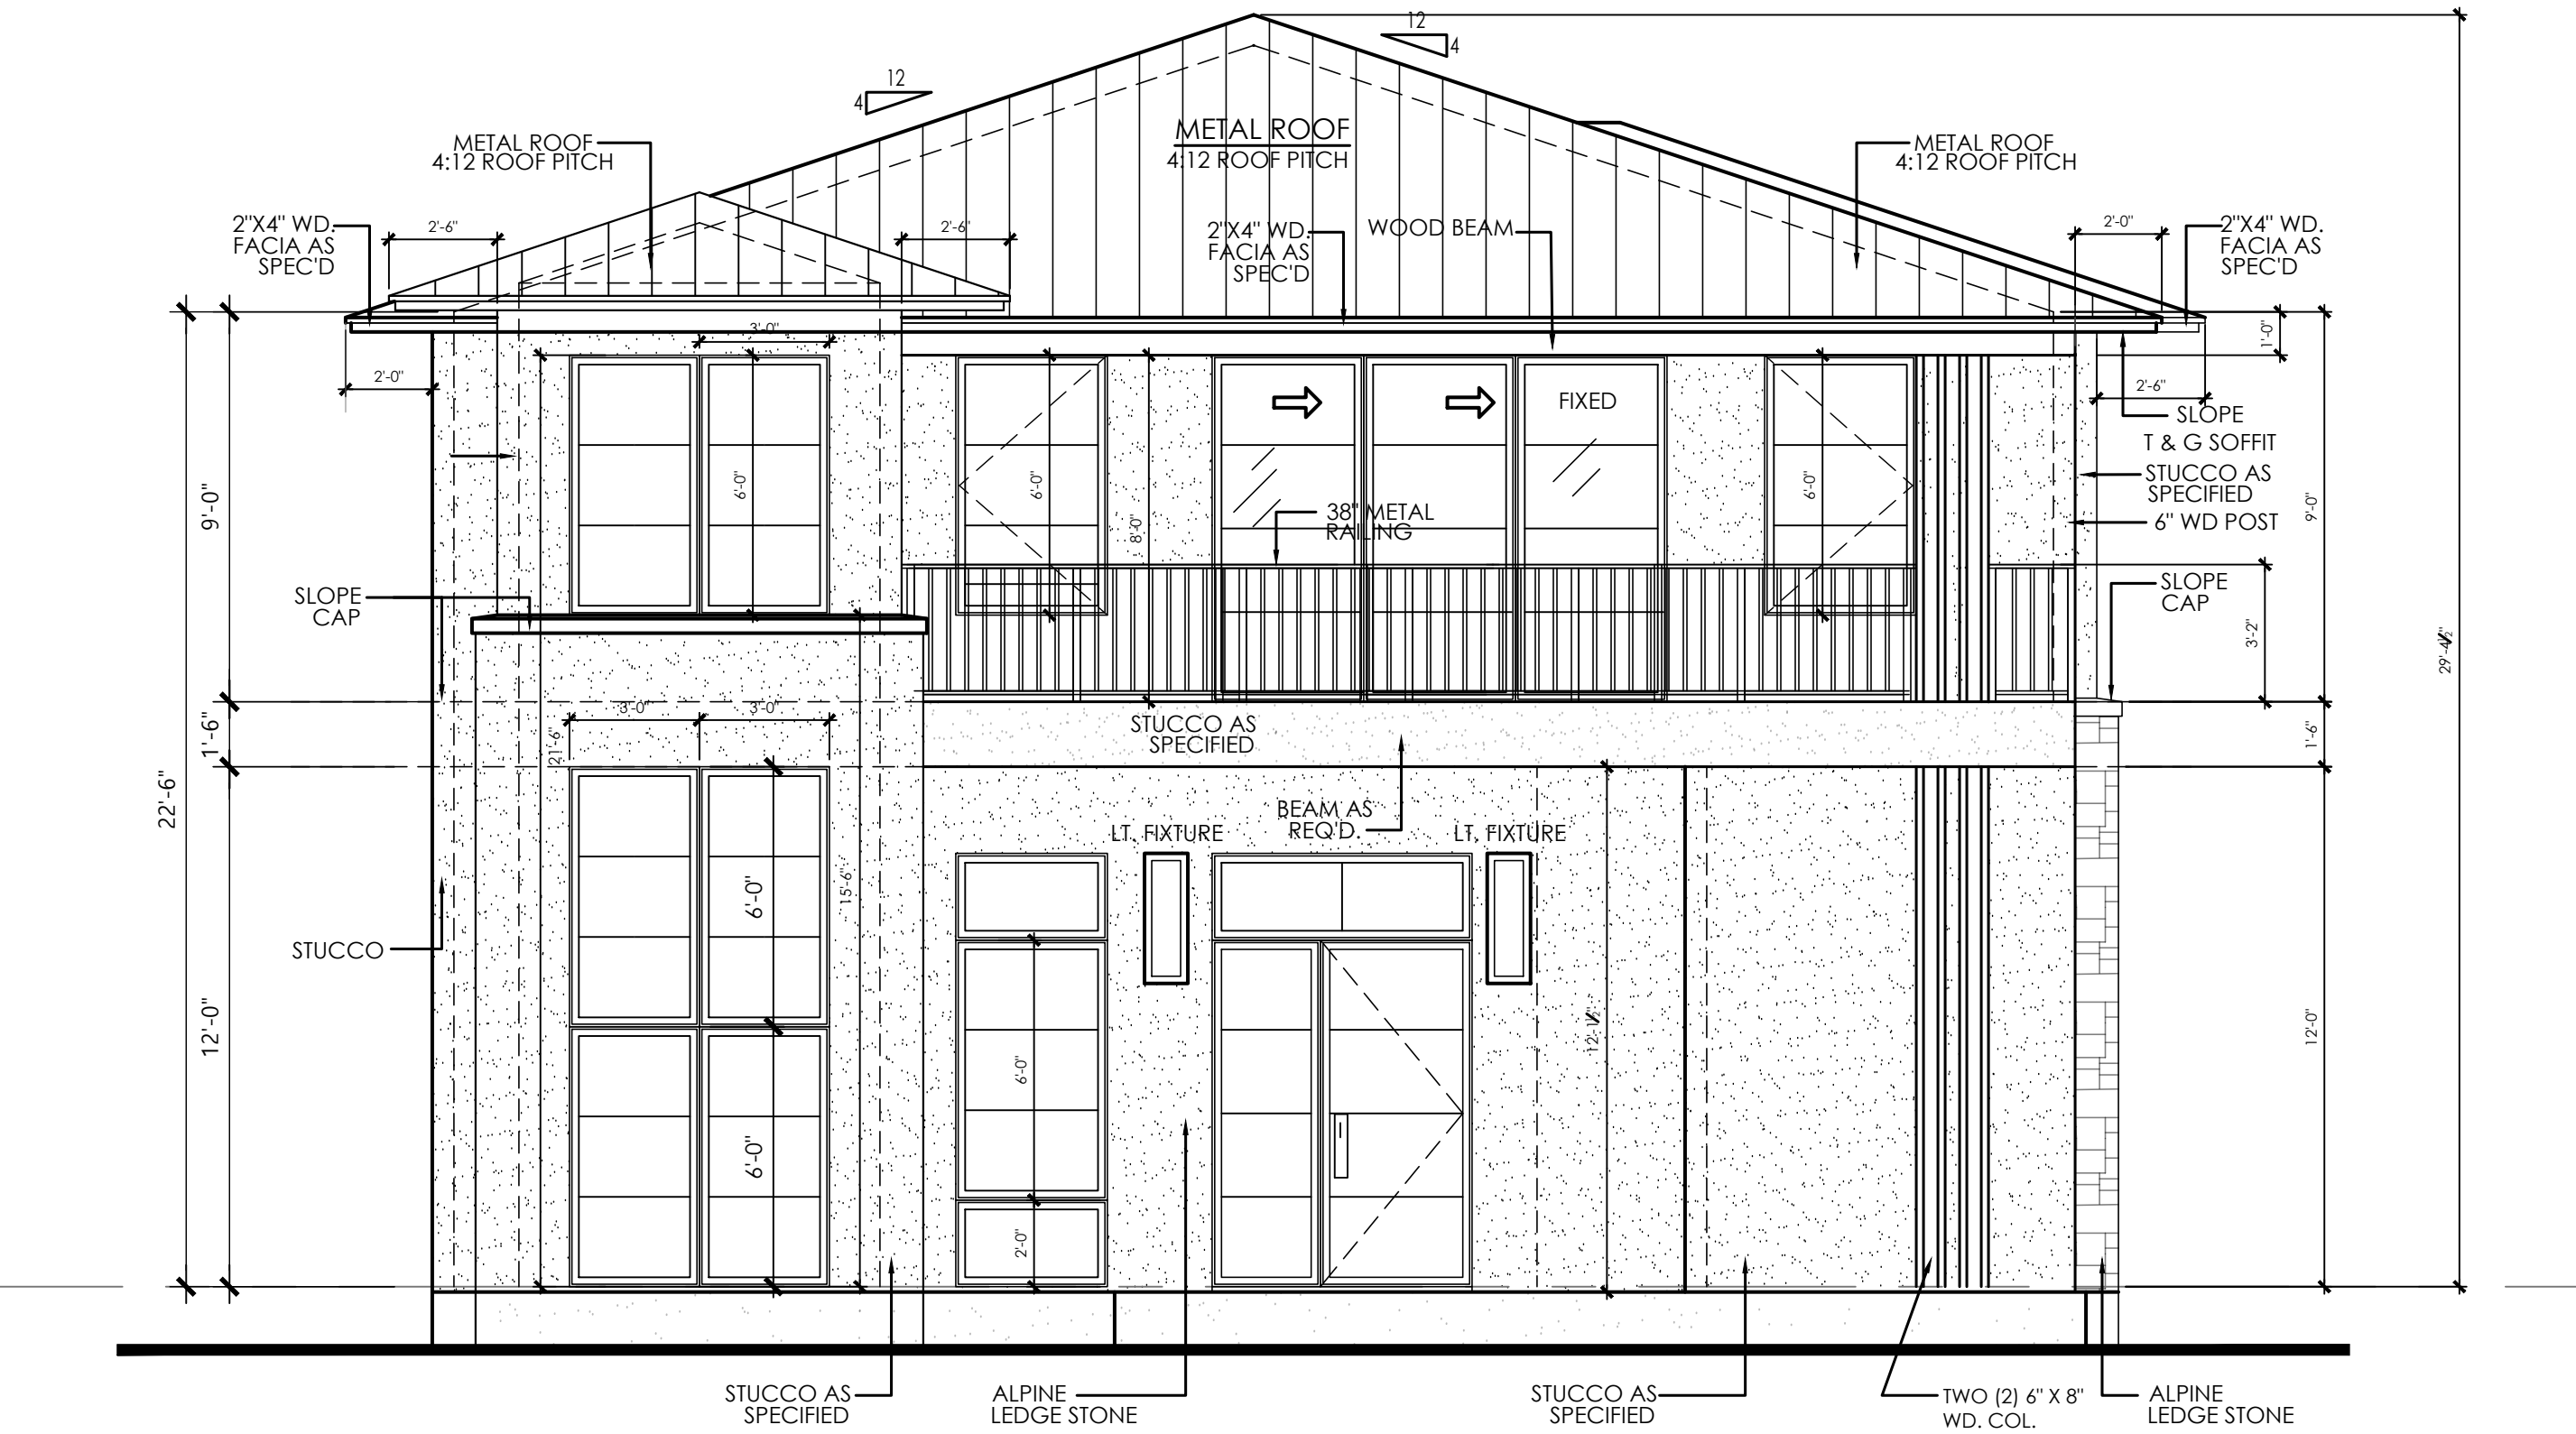 12
4
12
4
METAL ROOF
4:12 ROOF PITCH
METAL ROOF
4:12 ROOF PITCH
METAL ROOF
4:12 ROOF PITCH
2"X4" WD.
FACIA AS
SPEC'D
2'-6"
2'-6"
2"X4" WD.
FACIA AS
SPEC'D
WOOD BEAM
2'-0"
2"X4" WD.
FACIA AS
SPEC'D
3'-0"
1'-0"
2'-0"
2'-6"
FIXED
SLOPE
T & G SOFFIT
STUCCO AS
SPECIFIED
6" WD POST
9'-0"
6'-0"
6'-0"
8'-0"
6'-0"
9'-0"
38" METAL
RAILING
SLOPE
CAP
SLOPE
CAP
3'-2"
29'-4½"
1'-6"
3'-0"
3'-0"
21'-6"
STUCCO AS
SPECIFIED
1'-6"
22'-6"
BEAM AS
REQ'D.
LT. FIXTURE
LT. FIXTURE
6'-0"
15'-6"
STUCCO
12'-0"
12'-1½"
12'-0"
6'-0"
6'-0"
2'-0"
STUCCO AS
SPECIFIED
ALPINE
LEDGE STONE
STUCCO AS
SPECIFIED
TWO (2) 6" X 8"
WD. COL.
ALPINE
LEDGE STONE